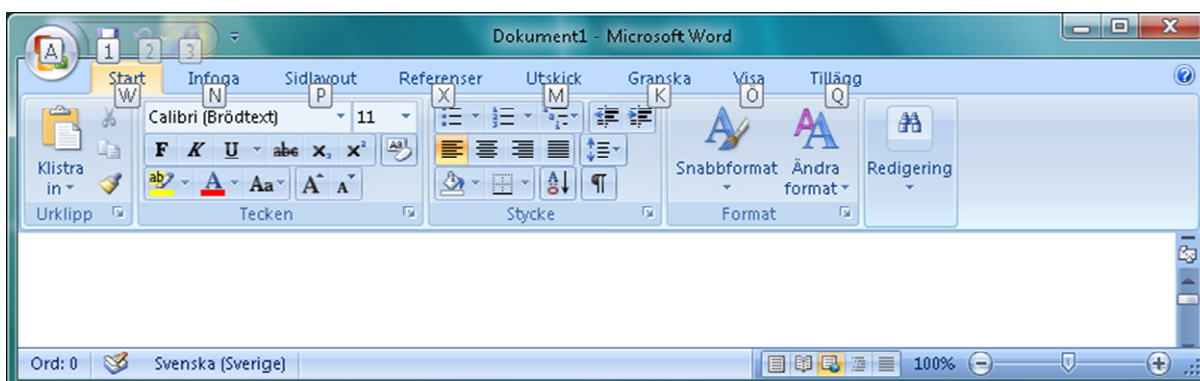 Dokument1 - Microsoft Word
A 1 2 3
Start Infoga Sidlayout Referenser Utskick Granska Visa Tillägg
W N P X M K Ö Q
Calibri (Brödtext) 11
F K U abe x₂ x²
Aa A A
Klistra in
Snabbformat
Ändra format
Redigering
Urklipp Tecken Stycke Format
Ord: 0 Svenska (Sverige) 100%